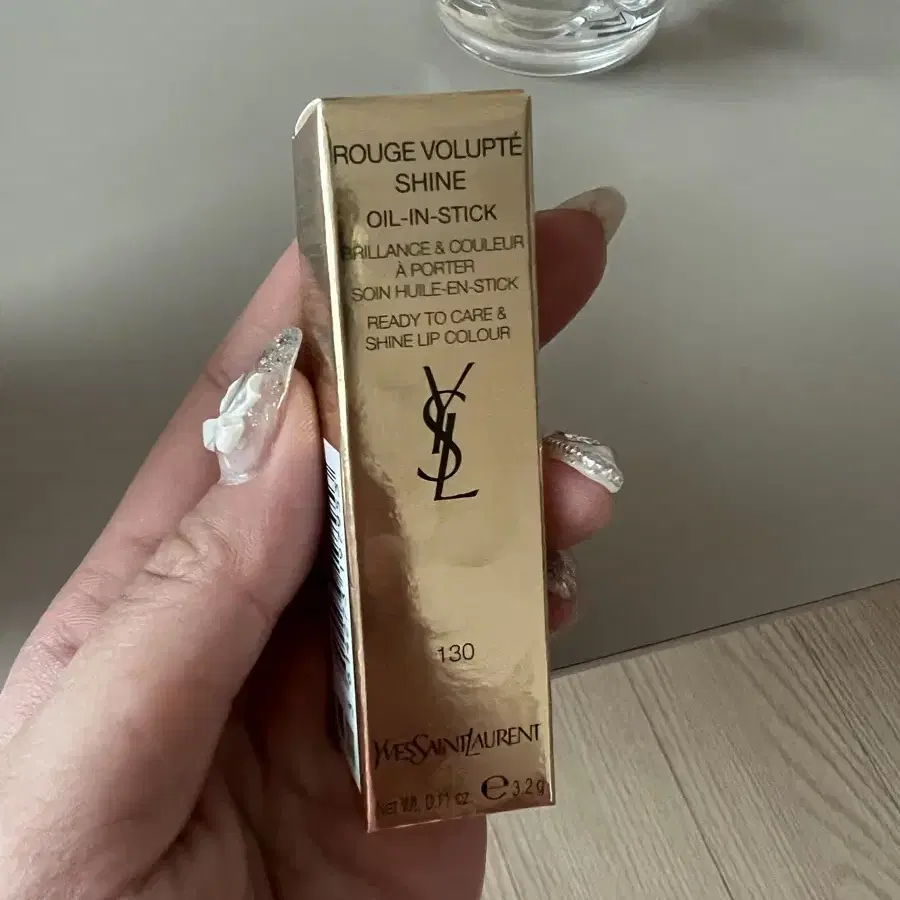 ROUGE VOLUPTÉ
SHINE
OIL-IN-STICK
BRILLANCE & COULEUR
À PORTER
SOIN HUILE-EN-STICK
READY TO CARE &
SHINE LIP COLOUR
YSL
130
YVESSAINTLAURENT
NET WT. 0.11 oz. e 3.2 g